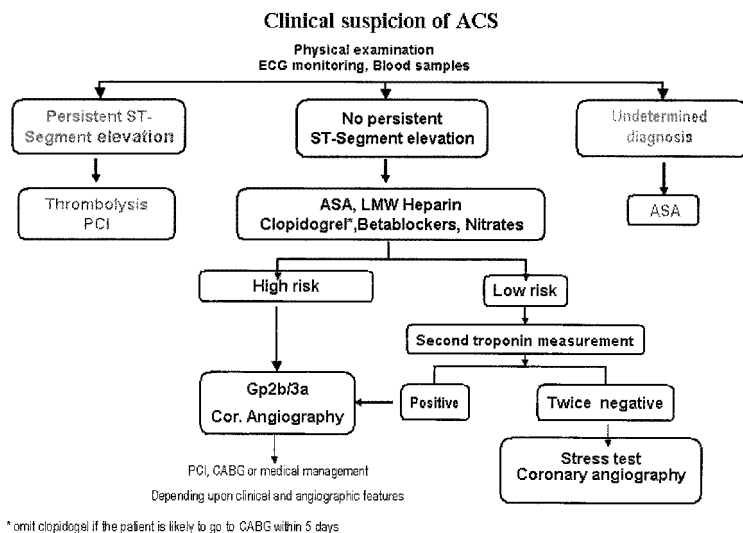 Clinical suspicion of ACS
Physical examination
ECG monitoring, Blood samples
Persistent ST-
Segment elevation
No persistent
ST-Segment elevation
Undetermined
diagnosis
Thrombolysis
PCI
ASA, LMW Heparin
Clopidogrel*,Betablockers, Nitrates
ASA
High risk
Low risk
Second troponin measurement
Gp2b/3a
Cor. Angiography
Positive
Twice negative
PCI, CABG or medical management
Depending upon clinical and angiographic features
Stress test
Coronary angiography
* omit clopidogel if the patient is likely to go to CABG within 5 days